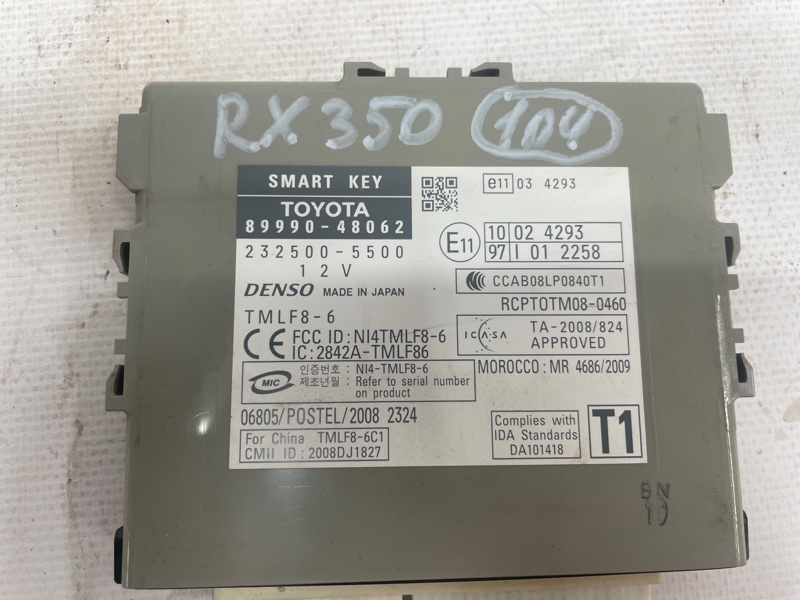 R.X 350 104
SMART KEY
TOYOTA
89990-48062
232500-5500
12V
DENSO MADE IN JAPAN
TMLF8-6
CE FCC ID: NI4TMLF8-6
IC: 2842A-TMLF86
MIC 인증번호: NI4-TMLF8-6
제조년월: Refer to serial number
on product
06805/POSTEL/2008 2324
For China TMLF8-6C1
CMII ID: 2008DJ1827
e11 03 4293
E11 10 02 4293
97 I 01 2258
CCAB08LP0840T1
RCPTOTM08-0460
ICASA TA-2008/824
APPROVED
MOROCCO: MR 4686/2009
Complies with
IDA Standards
DA101418
T1
BN
10